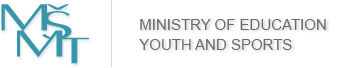 MŠ
MT
MINISTRY OF EDUCATION
YOUTH AND SPORTS